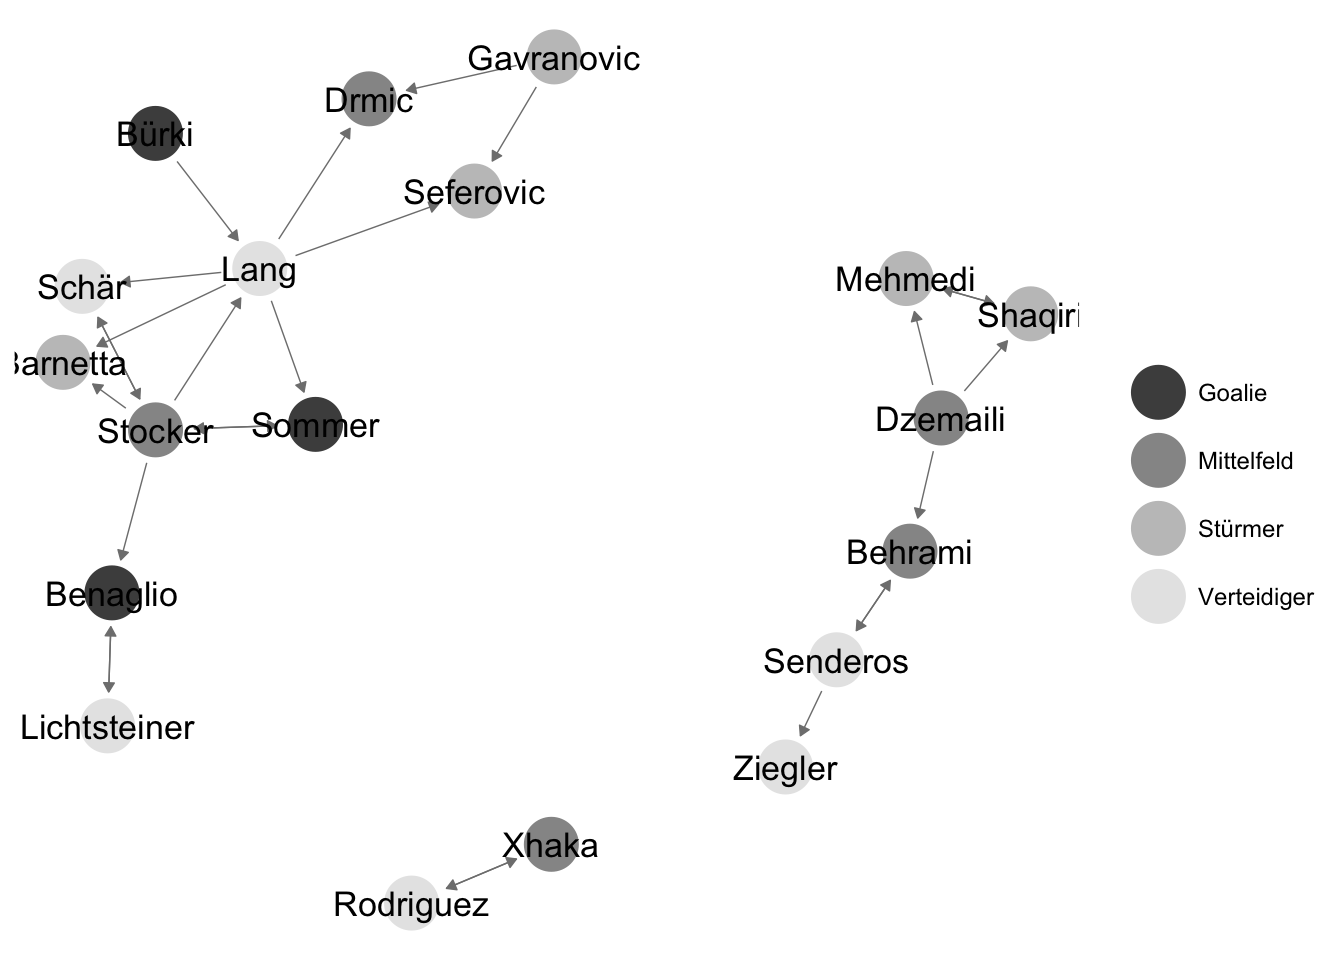 Gavranovic
Drmic
Bürki
Seferovic
Lang
Schär
Mehmedi
Shaqiri
Barnetta
Stocker
Sommer
Dzemaili
Behrami
Benaglio
Senderos
Lichtsteiner
Ziegler
Xhaka
Rodriguez
Goalie
Mittelfeld
Stürmer
Verteidiger